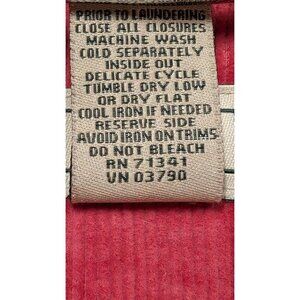 PRIOR TO LAUNDERING
CLOSE ALL CLOSURES
MACHINE WASH
COLD SEPARATELY
INSIDE OUT
DELICATE CYCLE
TUMBLE DRY LOW
OR DRY FLAT
COOL IRON IF NEEDED
RESERVE SIDE
AVOID IRON ON TRIMS
DO NOT BLEACH
RN 71341
VN 03790